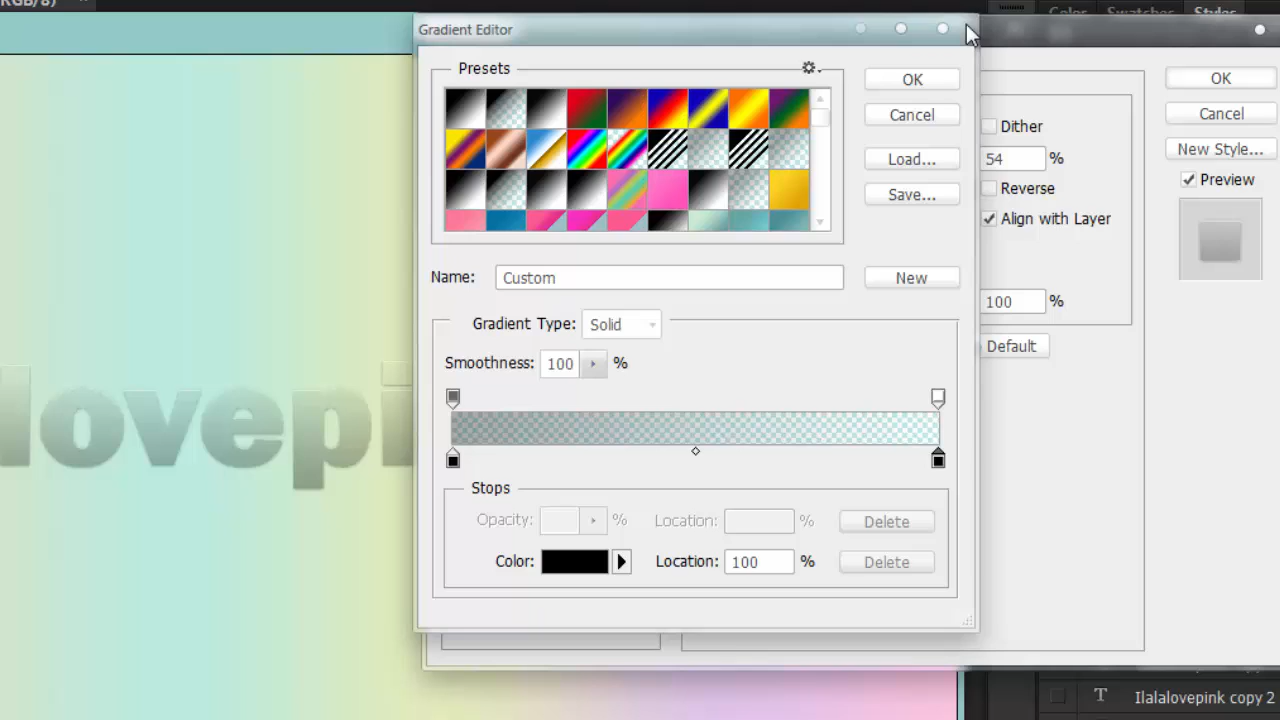 RGB/8)
Color
Swatches
Styles
Gradient Editor
Presets
OK
Cancel
Load...
Save...
Name:
Custom
New
Gradient Type:
Solid
Smoothness:
100
%
Stops
Opacity:
%
Location:
%
Delete
Color:
Location:
100
%
Delete
OK
Cancel
New Style...
Preview
Dither
54
%
Reverse
Align with Layer
100
%
Default
lovepi
T
Ilalalovepink copy 2